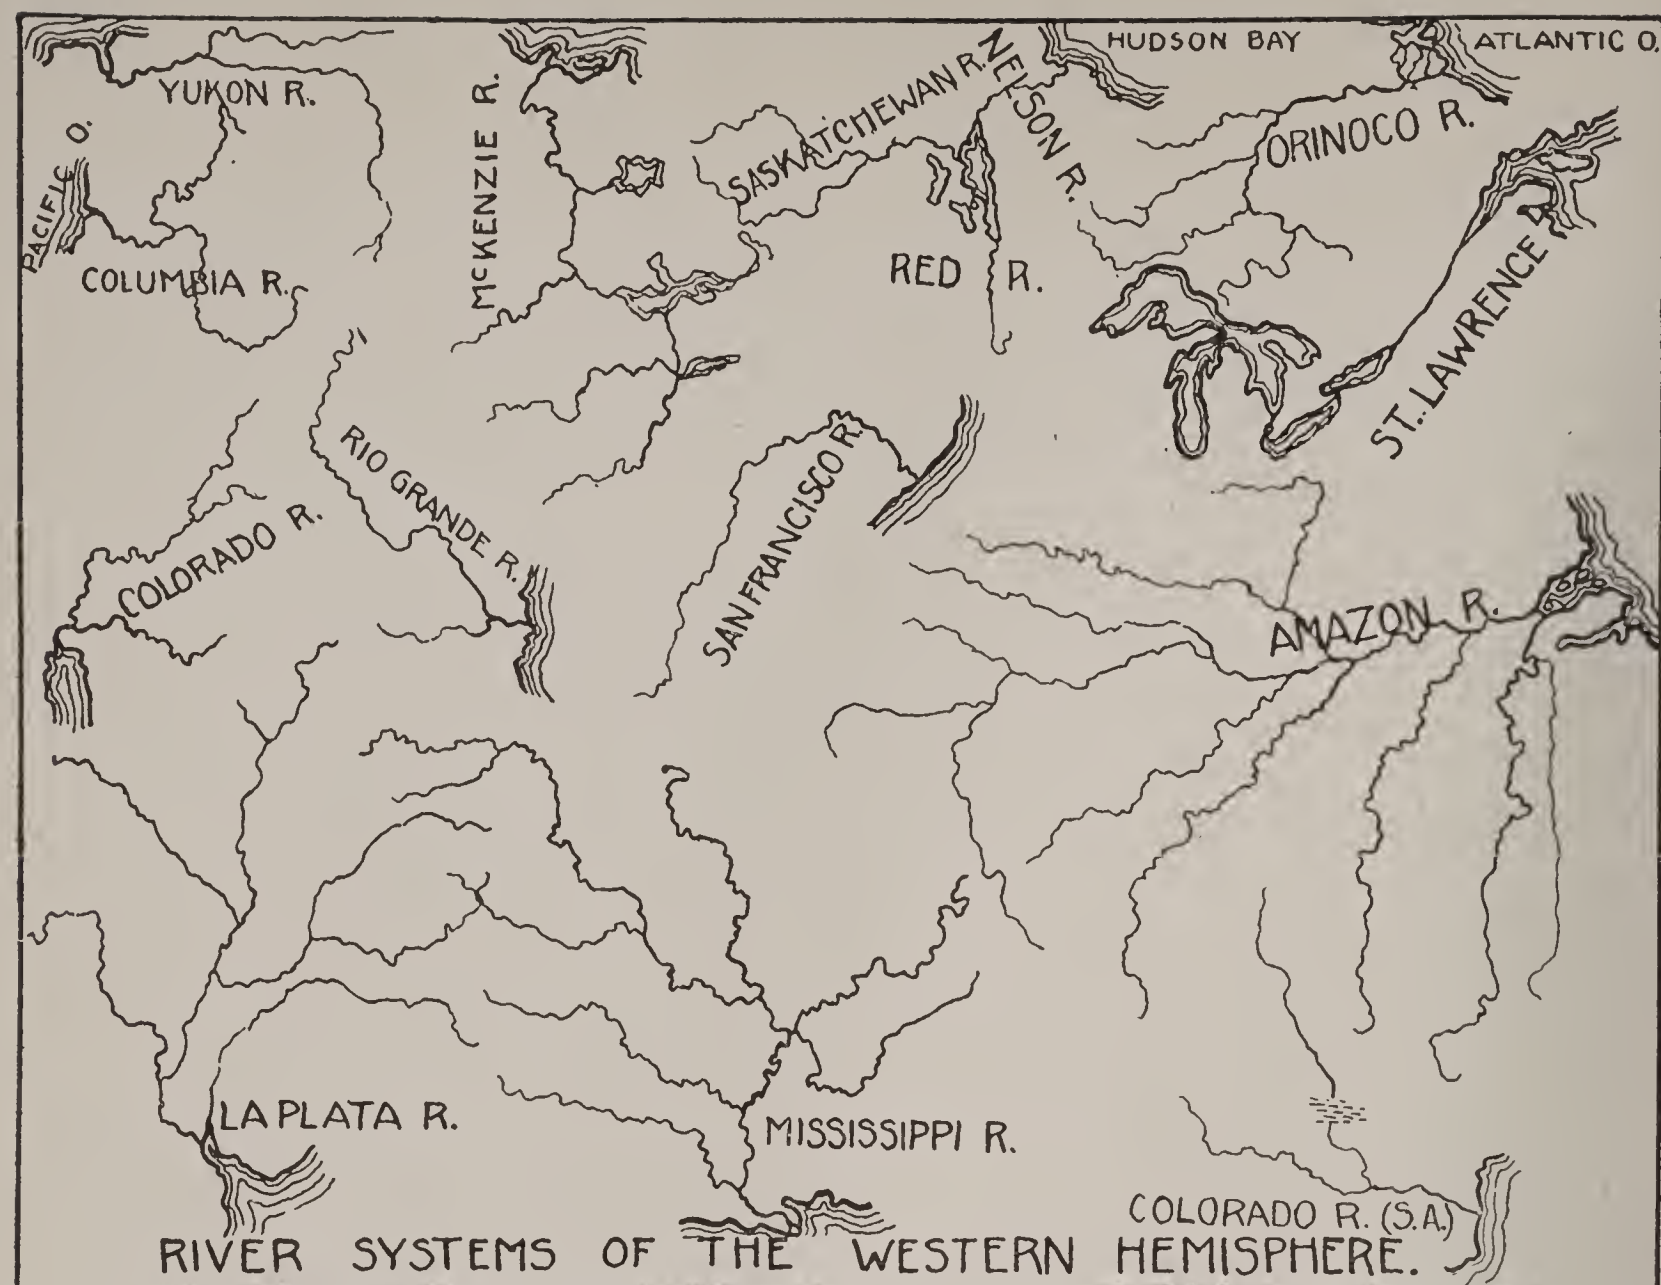 HUDSON BAY
ATLANTIC O.
YUKON R.
McKENZIE R.
SASKATCHEWAN R.
NELSON R.
ORINOCO R.
PACIFIC O.
COLUMBIA R.
RED R.
ST. LAWRENCE R.
RIO GRANDE R.
COLORADO R.
SAN FRANCISCO R.
AMAZON R.
LA PLATA R.
MISSISSIPPI R.
COLORADO R. (S.A.)
RIVER SYSTEMS OF THE WESTERN HEMISPHERE.